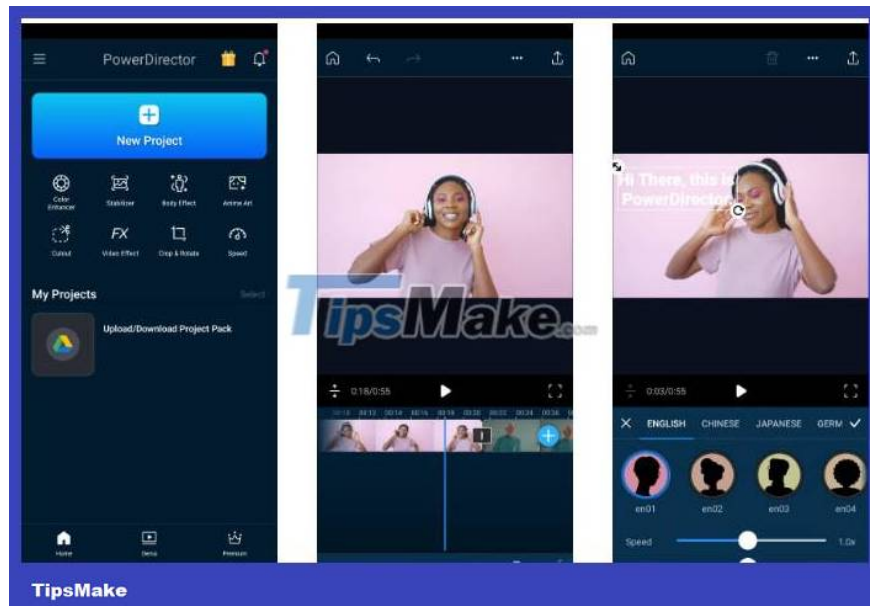 PowerDirector
New Project
Color
Enhancer
Stabilizer
Body Effect
Anime Art
Cutout
Video Effect
Crop & Rotate
Speed
My Projects
Select
Upload/Download Project Pack
Home
Demo
Premium
0:18/0:55
Hi There, this is
PowerDirector
0:03/0:55
ENGLISH CHINESE JAPANESE GERM
en01 en02 en03 en04
Speed 1.0x
TipsMake.com
TipsMake